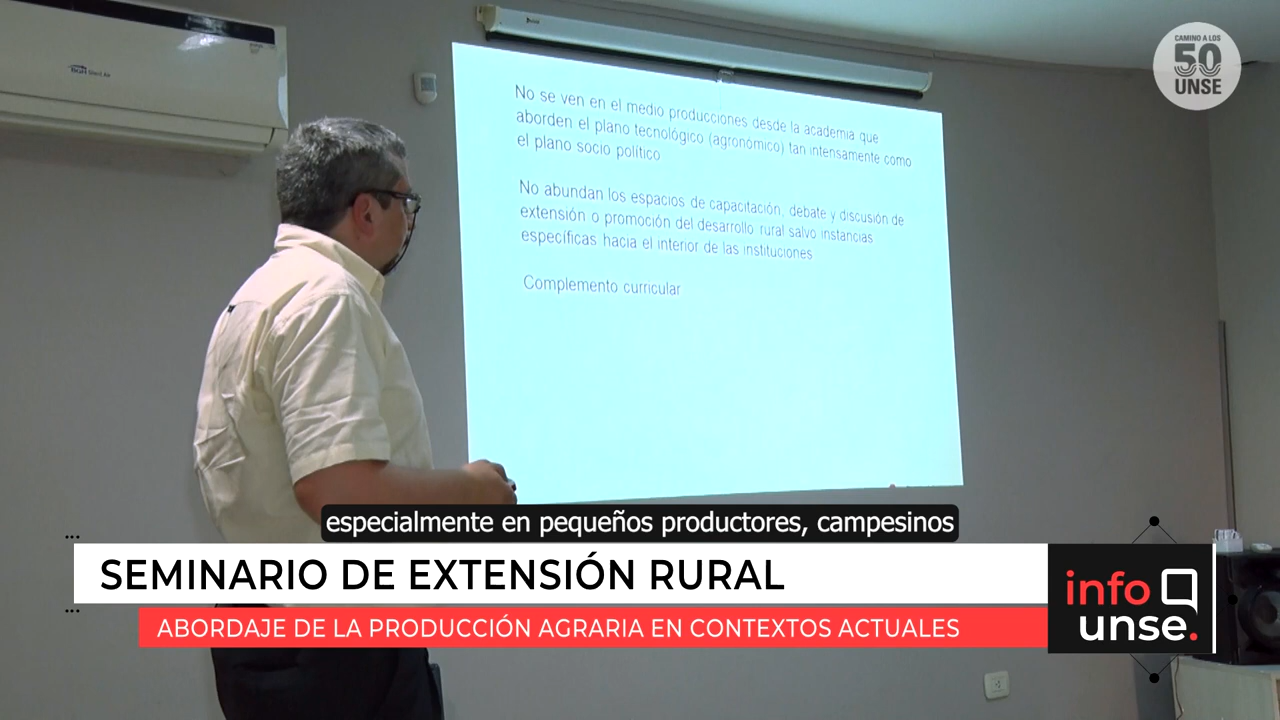 CAMINO A LOS
50
UNSE
BGH Silent Air
No se ven en el medio producciones desde la academia que
aborden el plano tecnológico (agronómico) tan intensamente como
el plano socio político
No abundan los espacios de capacitación, debate y discusión de
extensión o promoción del desarrollo rural salvo instancias
específicas hacia el interior de las instituciones
Complemento curricular
especialmente en pequeños productores, campesinos
SEMINARIO DE EXTENSIÓN RURAL
ABORDAJE DE LA PRODUCCIÓN AGRARIA EN CONTEXTOS ACTUALES
info
unse.